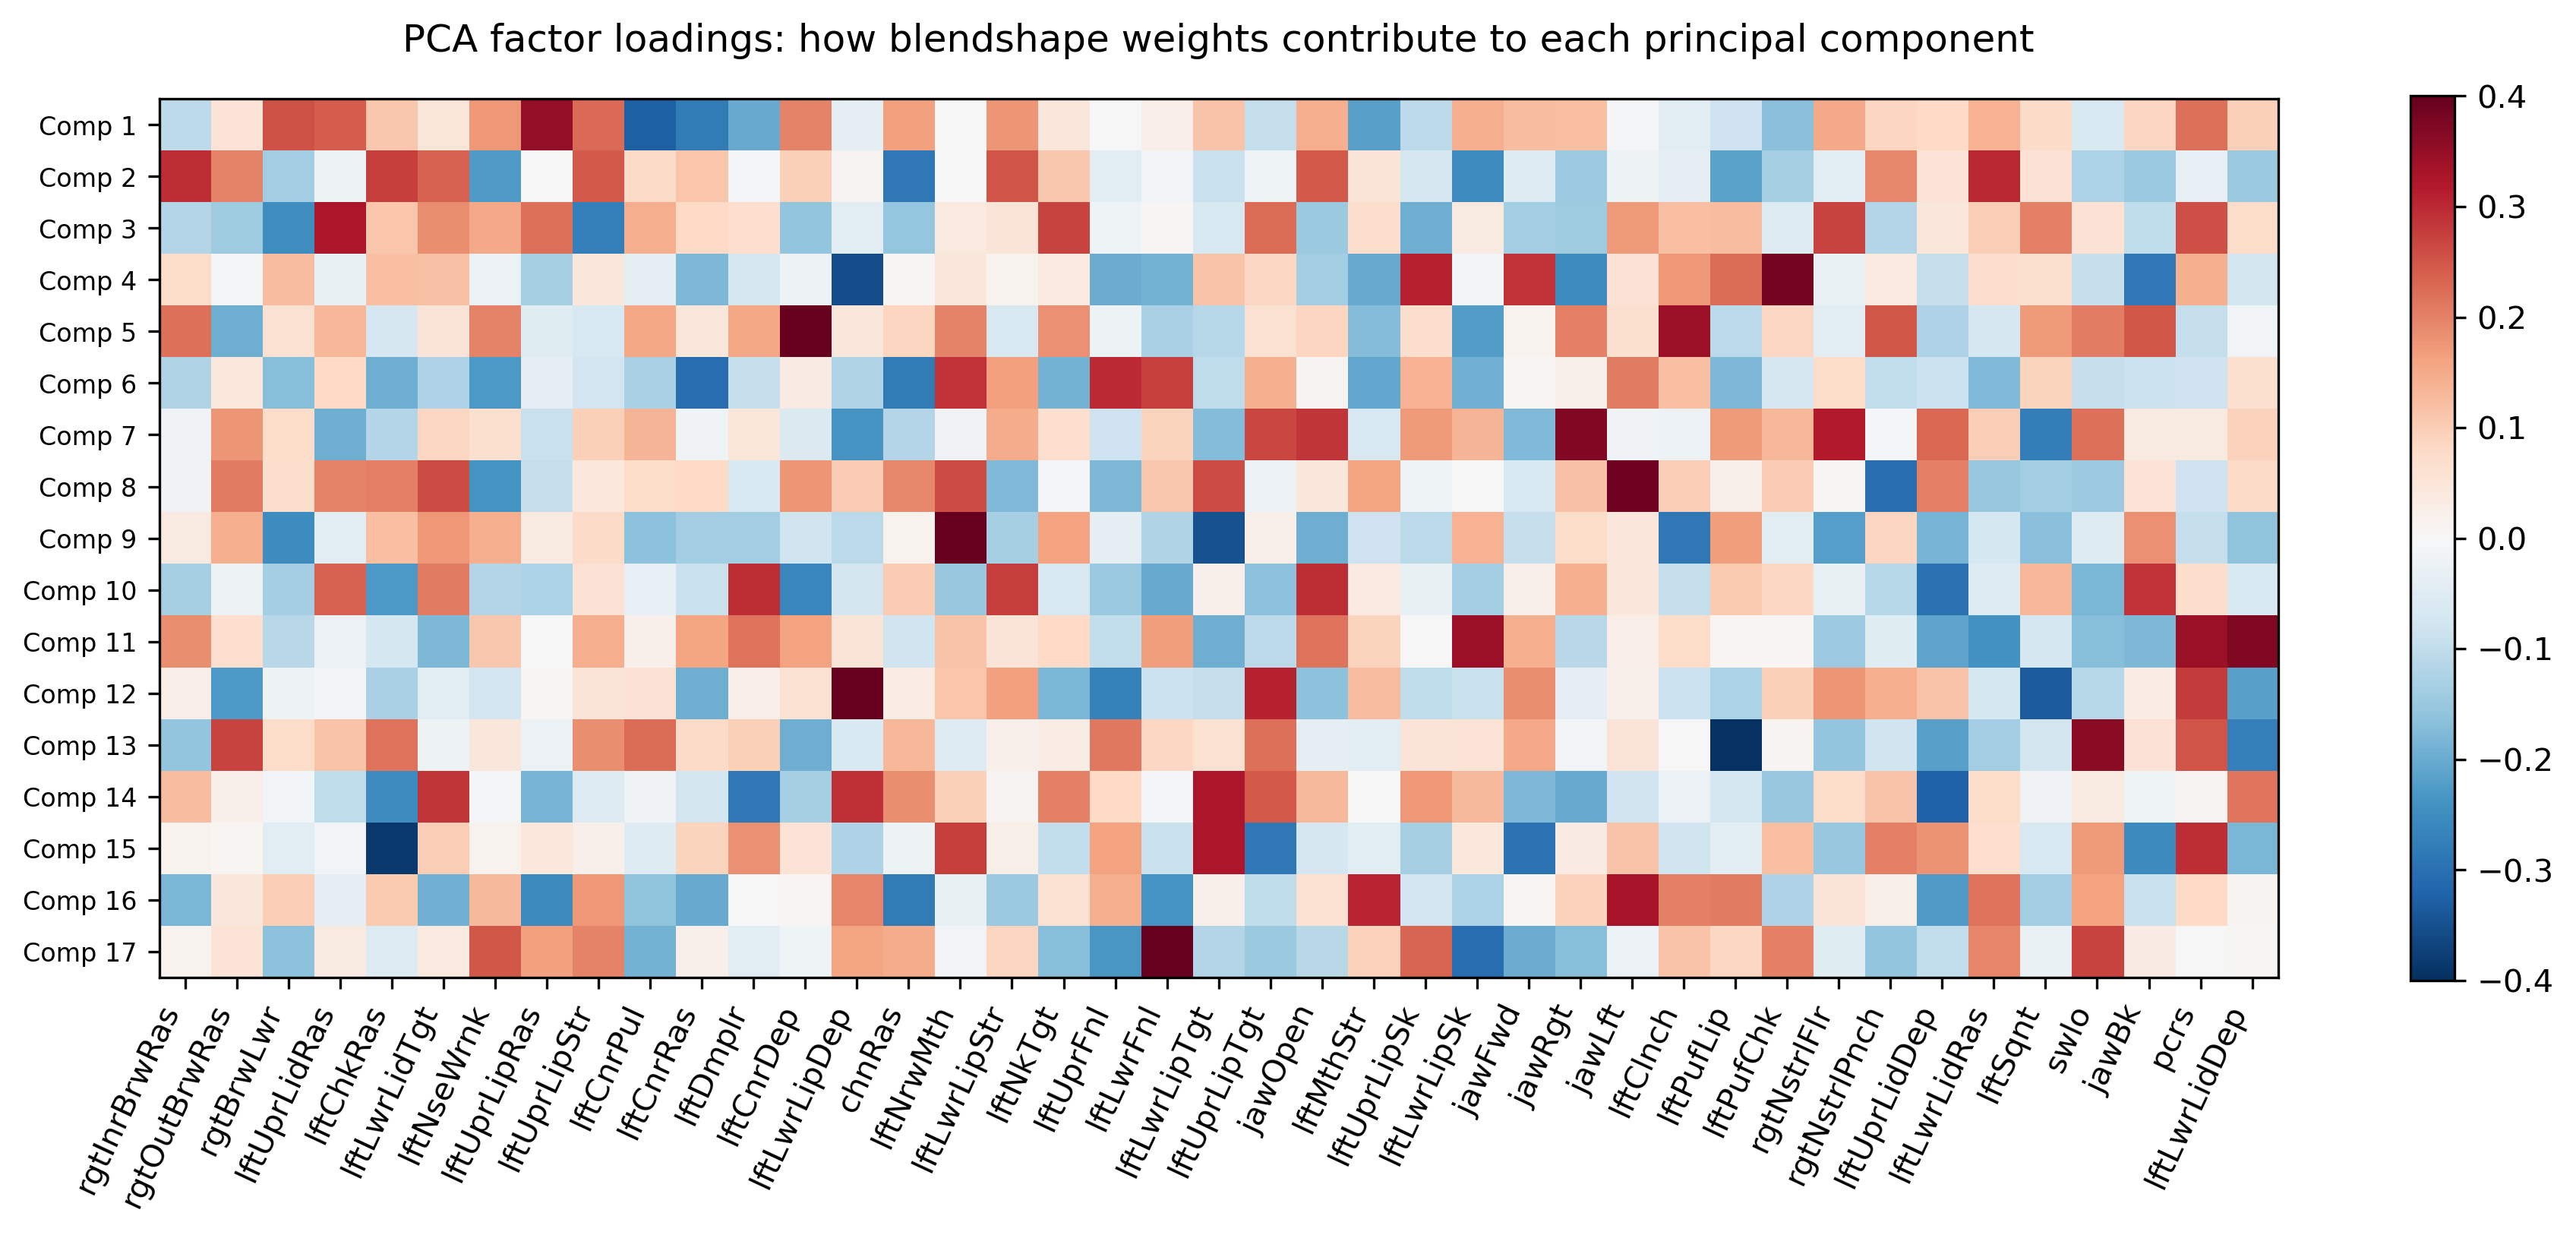 PCA factor loadings: how blendshape weights contribute to each principal component
Comp 1
Comp 2
Comp 3
Comp 4
Comp 5
Comp 6
Comp 7
Comp 8
Comp 9
Comp 10
Comp 11
Comp 12
Comp 13
Comp 14
Comp 15
Comp 16
Comp 17
rgtInrBrwRas
rgtOutBrwRas
rgtBrwLwr
lftUprLidRas
lftChkRas
lftLwrLidTgt
lftNseWrnk
lftUprLipRas
lftUprLipStr
lftCnrPul
lftCnrRas
lftDmplr
lftCnrDep
lftLwrLipDep
chnRas
lftNrwMth
lftLwrLipStr
lftNkTgt
lftUprFnl
lftLwrFnl
lftLwrLipTgt
lftUprLipTgt
jawOpen
lftMthStr
lftUprLipSk
lftLwrLipSk
jawFwd
jawRgt
jawLft
lftClnch
lftPufLip
lftPufChk
rgtNstrlFlr
rgtNstrlPnch
lftUprLidDep
lftLwrLidRas
lftSqnt
swlo
jawBk
pcrs
lftLwrLidDep
0.4
0.3
0.2
0.1
0.0
−0.1
−0.2
−0.3
−0.4